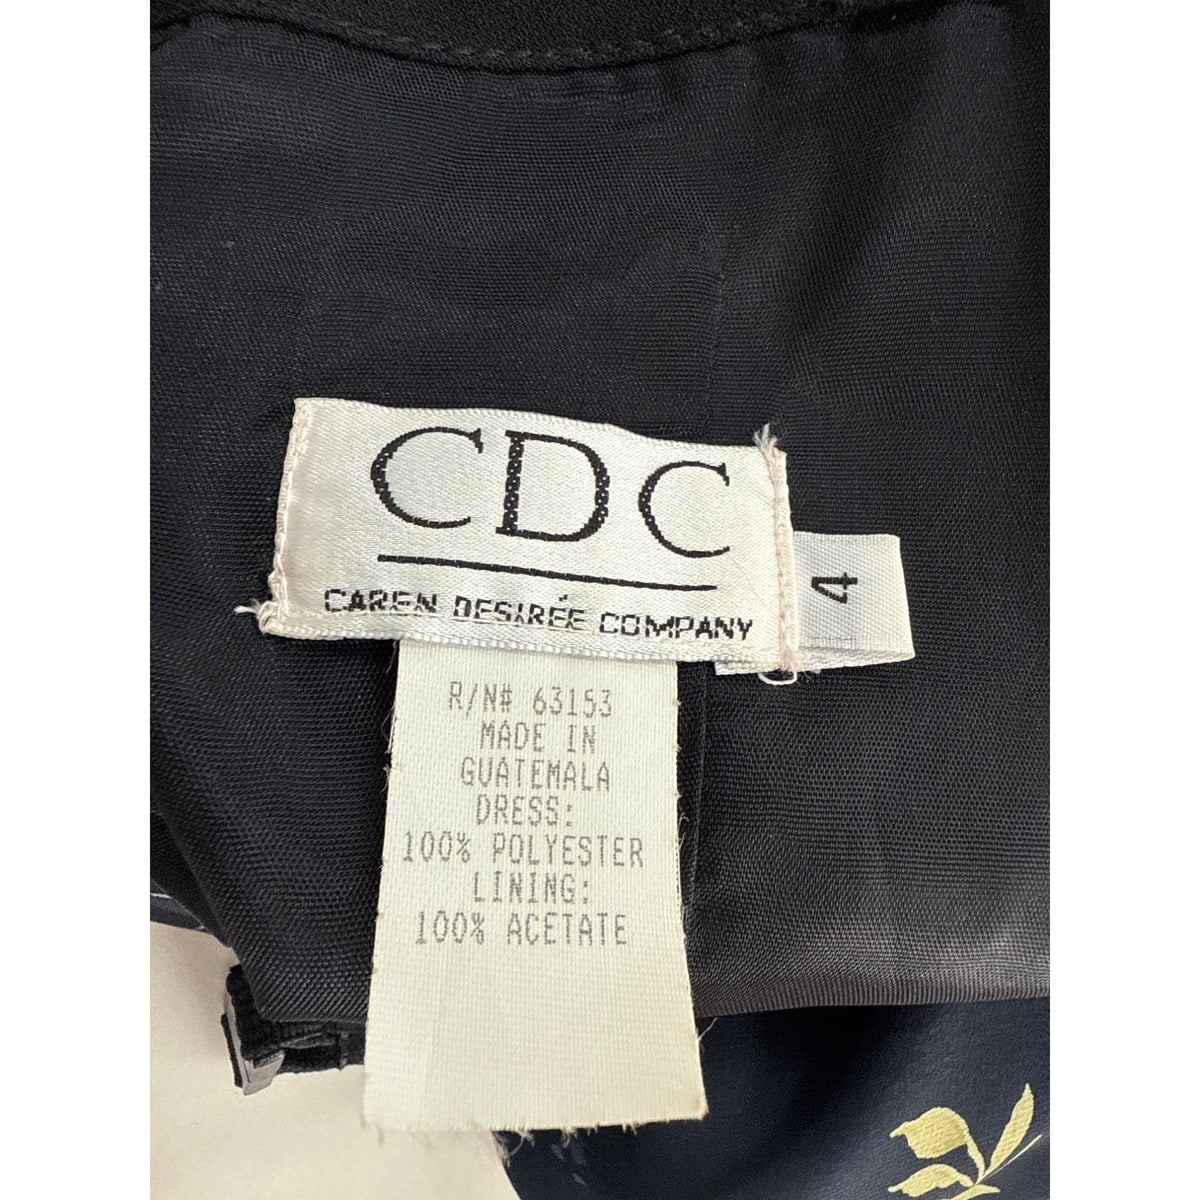 CDC
CAREN DESIRÉE COMPANY
4
R/N# 63153
MADE IN
GUATEMALA
DRESS:
100% POLYESTER
LINING:
100% ACETATE